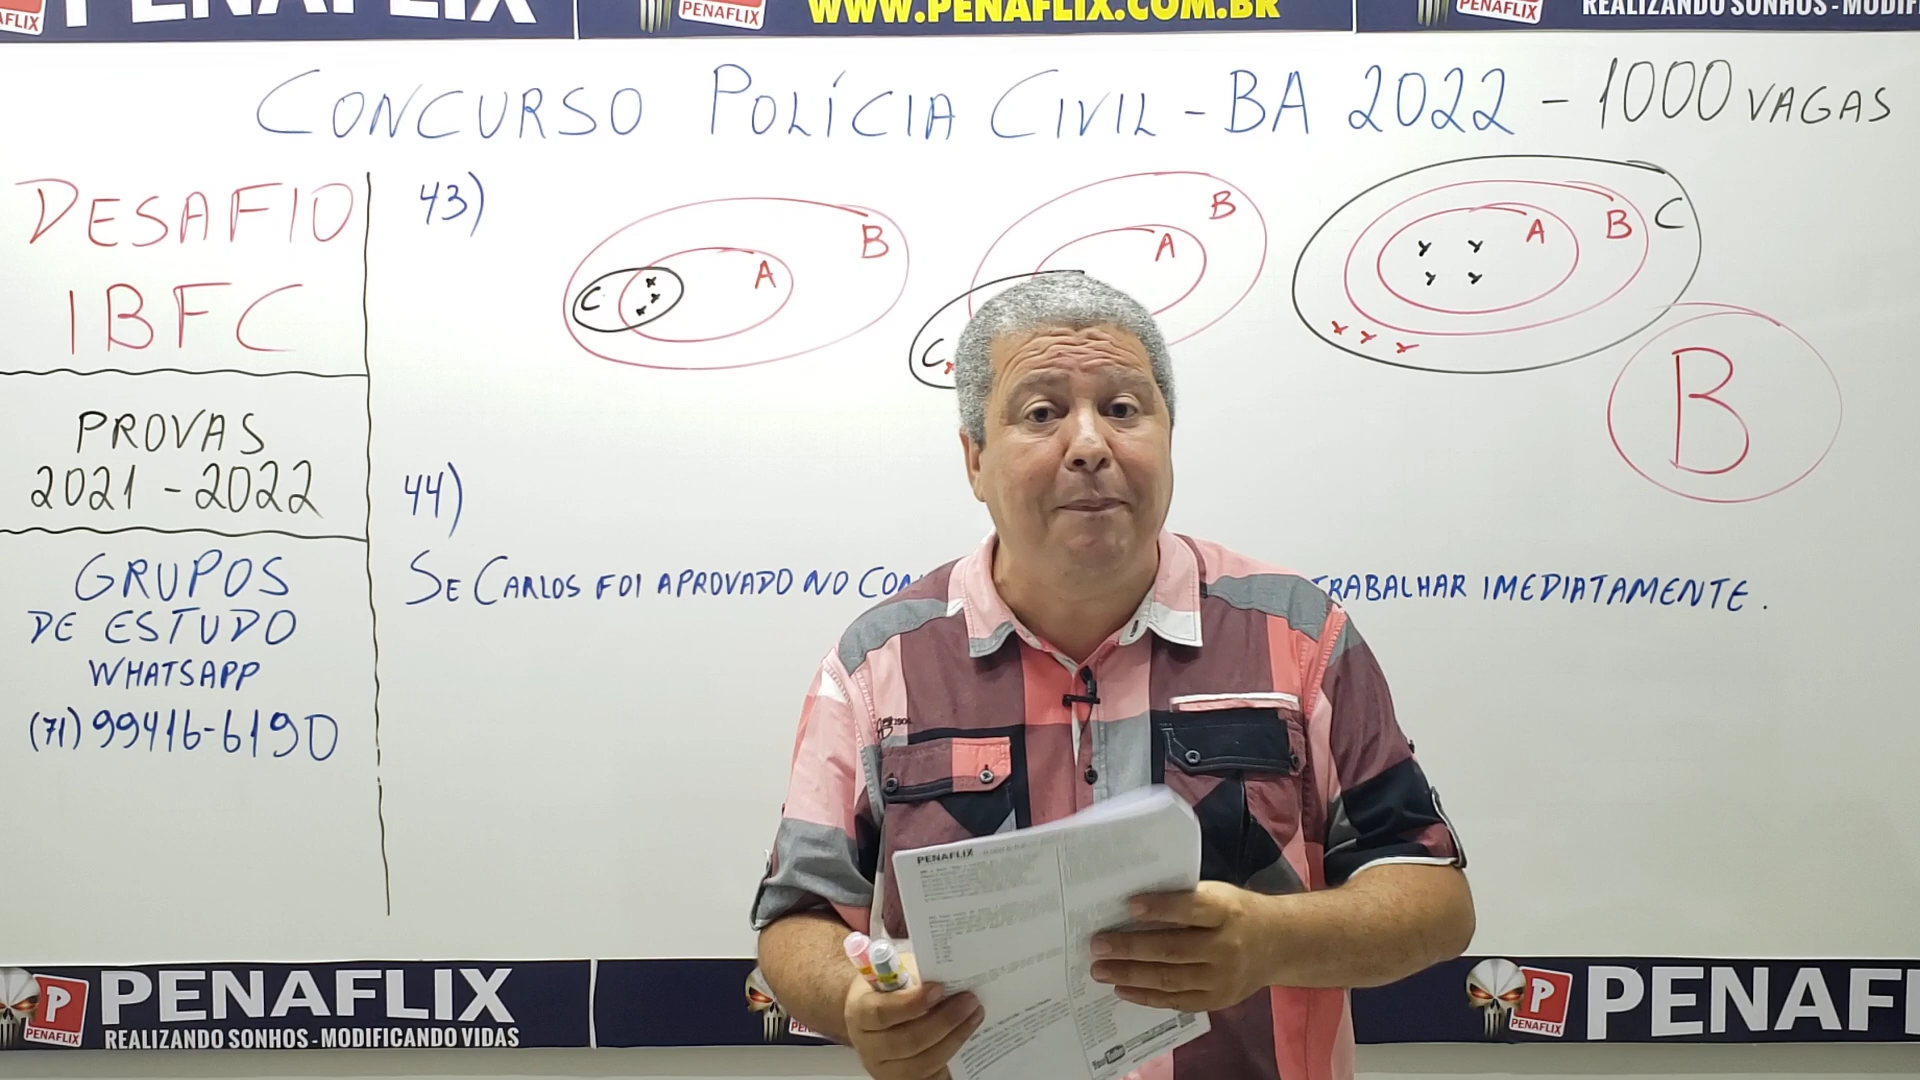 PENAFLIX
PENAFLIX
WWW.PENAFLIX.COM.BR
PENAFLIX
REALIZANDO SONHOS - MODIF
CONCURSO POLÍCIA CIVIL - BA 2022 - 1000 VAGAS
DESAFIO
IBFC
PROVAS
2021 - 2022
GRUPOS
DE ESTUDO
WHATSAPP
(71) 99416-6190
43)
C A B
C A B
A B C
B
44)
SE CARLOS FOI APROVADO NO CON TRABALHAR IMEDIATAMENTE.
PENAFLIX
P
PENAFLIX
PENAFLIX
REALIZANDO SONHOS - MODIFICANDO VIDAS
P
PENAFLIX
PENAFL